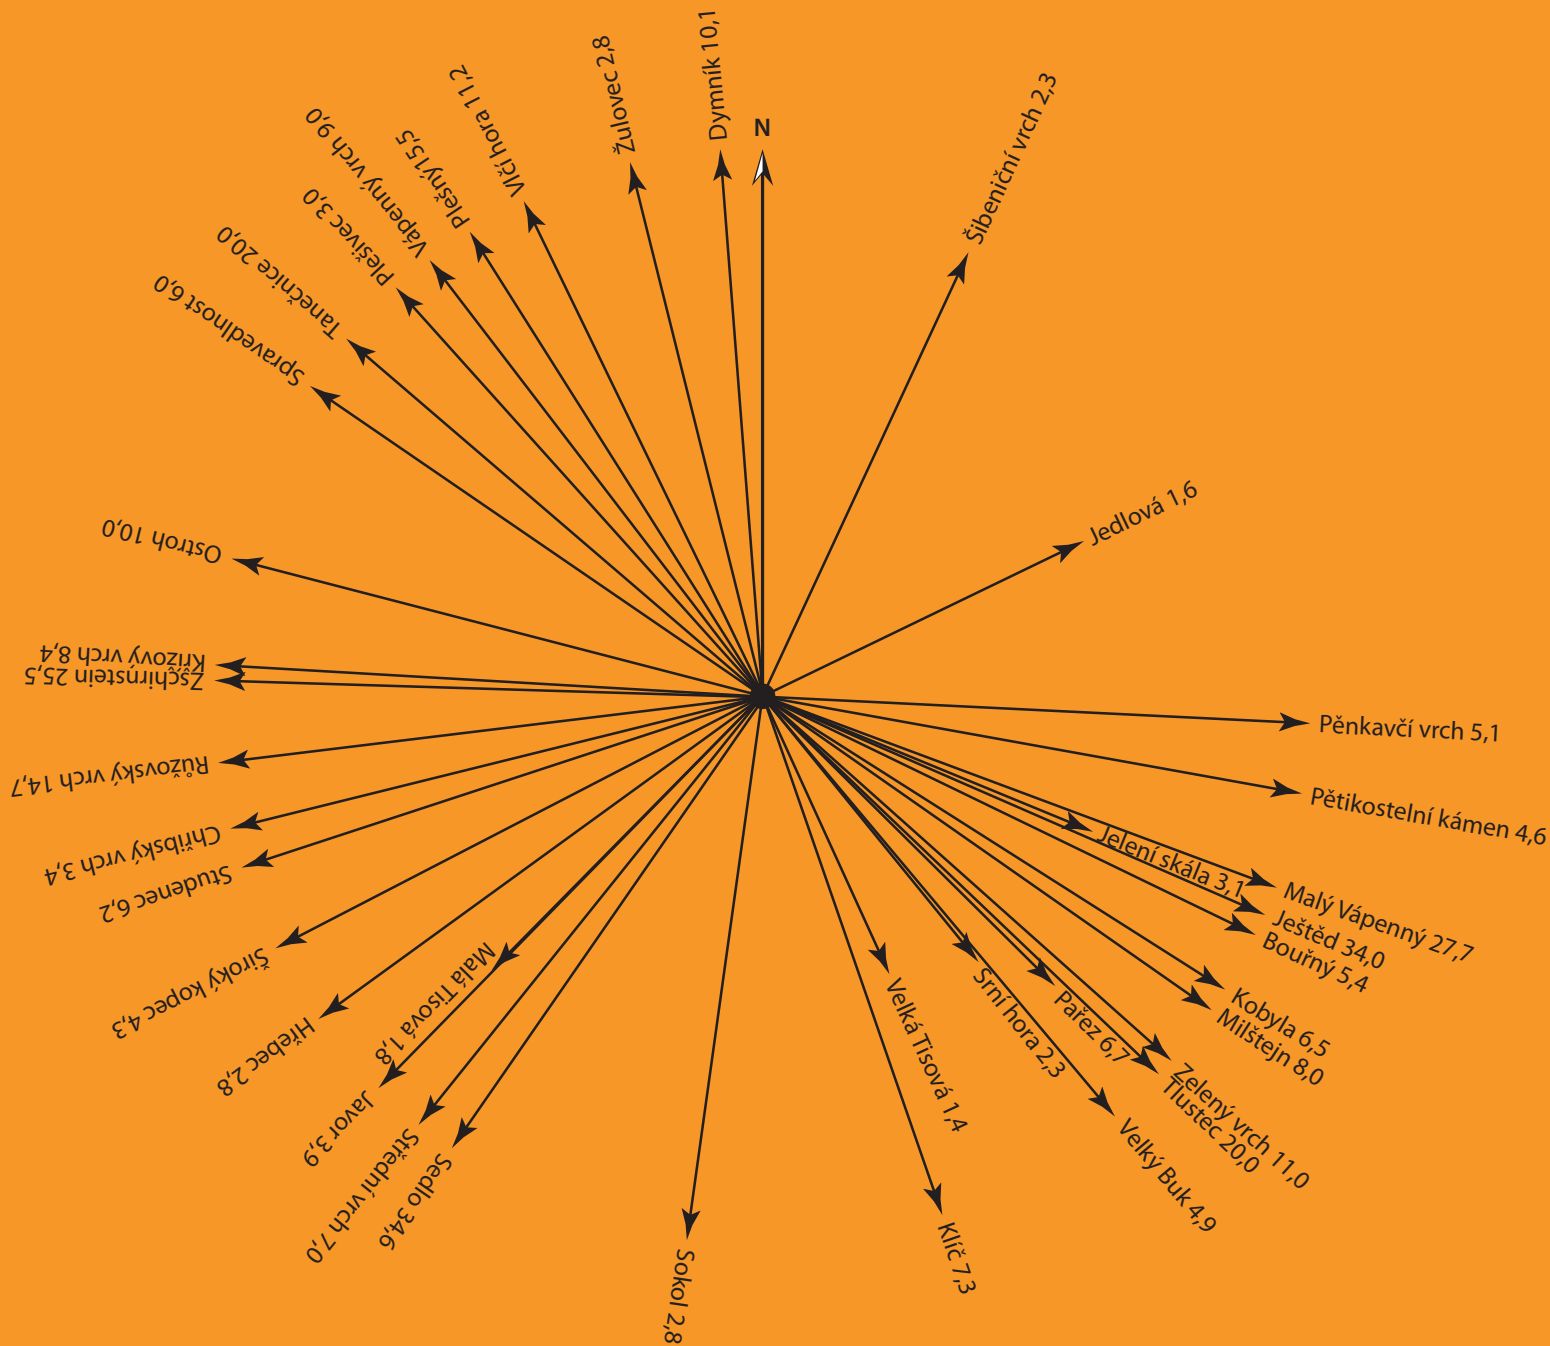 N
Šibeniční vrch 2,3
Jedlová 1,6
Pěnkavčí vrch 5,1
Pětikostelní kámen 4,6
Malý Vápenný 27,7
Jelení skála 3,1
Ještěd 34,0
Bouřný 5,4
Kobyla 6,5
Milštejn 8,0
Zelený vrch 11,0
Tlustec 20,0
Pařez 6,7
Velký Buk 4,9
Srní hora 2,3
Velká Tisová 1,4
Klíč 7,3
Sokol 2,8
Sedlo 34,6
Střední vrch 7,0
Malá Tisová 1,8
Javor 3,9
Hřebec 2,8
Široký kopec 4,3
Studenec 6,2
Chřibský vrch 3,4
Růžovský vrch 14,7
Zschirnstein 25,5
Křížový vrch 8,4
Ostroh 10,0
Spravedlnost 6,0
Tanečnice 20,0
Plešivec 3,0
Vápenný vrch 9,0
Plešný15,5
Vlčí hora 11,2
Žulovec 2,8
Dymník 10,1